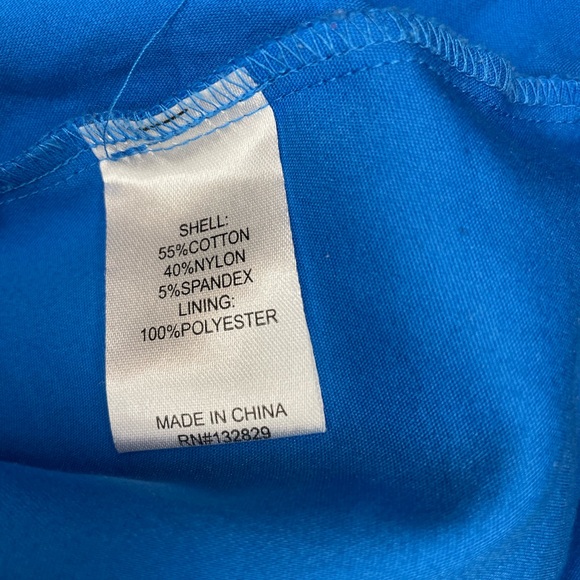 SHELL:
55%COTTON
40%NYLON
5%SPANDEX
LINING:
100%POLYESTER
MADE IN CHINA
RN#132829